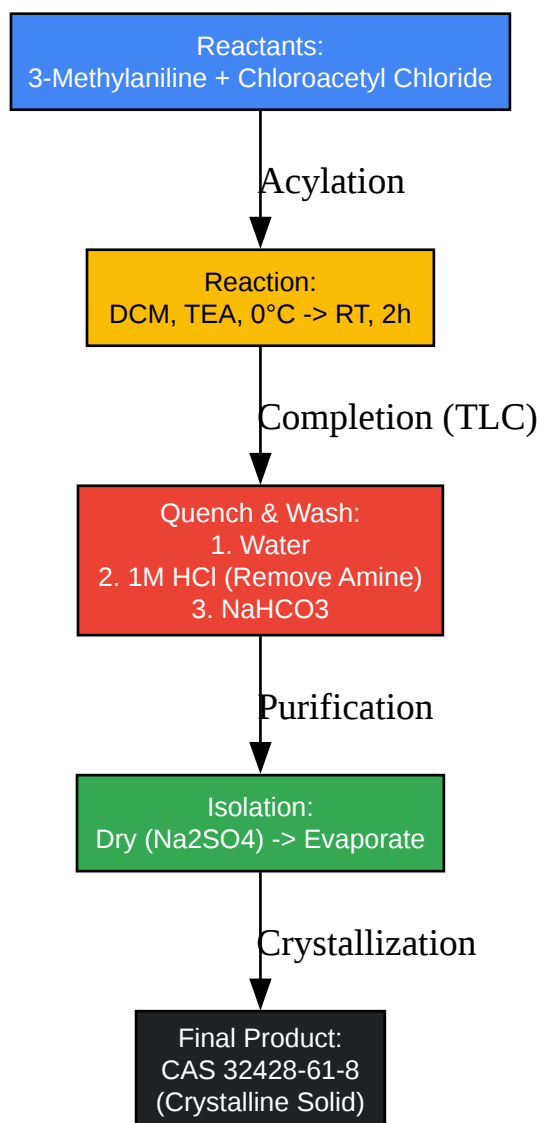 Reactants:
3-Methylaniline + Chloroacetyl Chloride
Acylation
Reaction:
DCM, TEA, 0°C -> RT, 2h
Completion (TLC)
Quench & Wash:
1. Water
2. 1M HCl (Remove Amine)
3. NaHCO3
Purification
Isolation:
Dry (Na2SO4) -> Evaporate
Crystallization
Final Product:
CAS 32428-61-8
(Crystalline Solid)